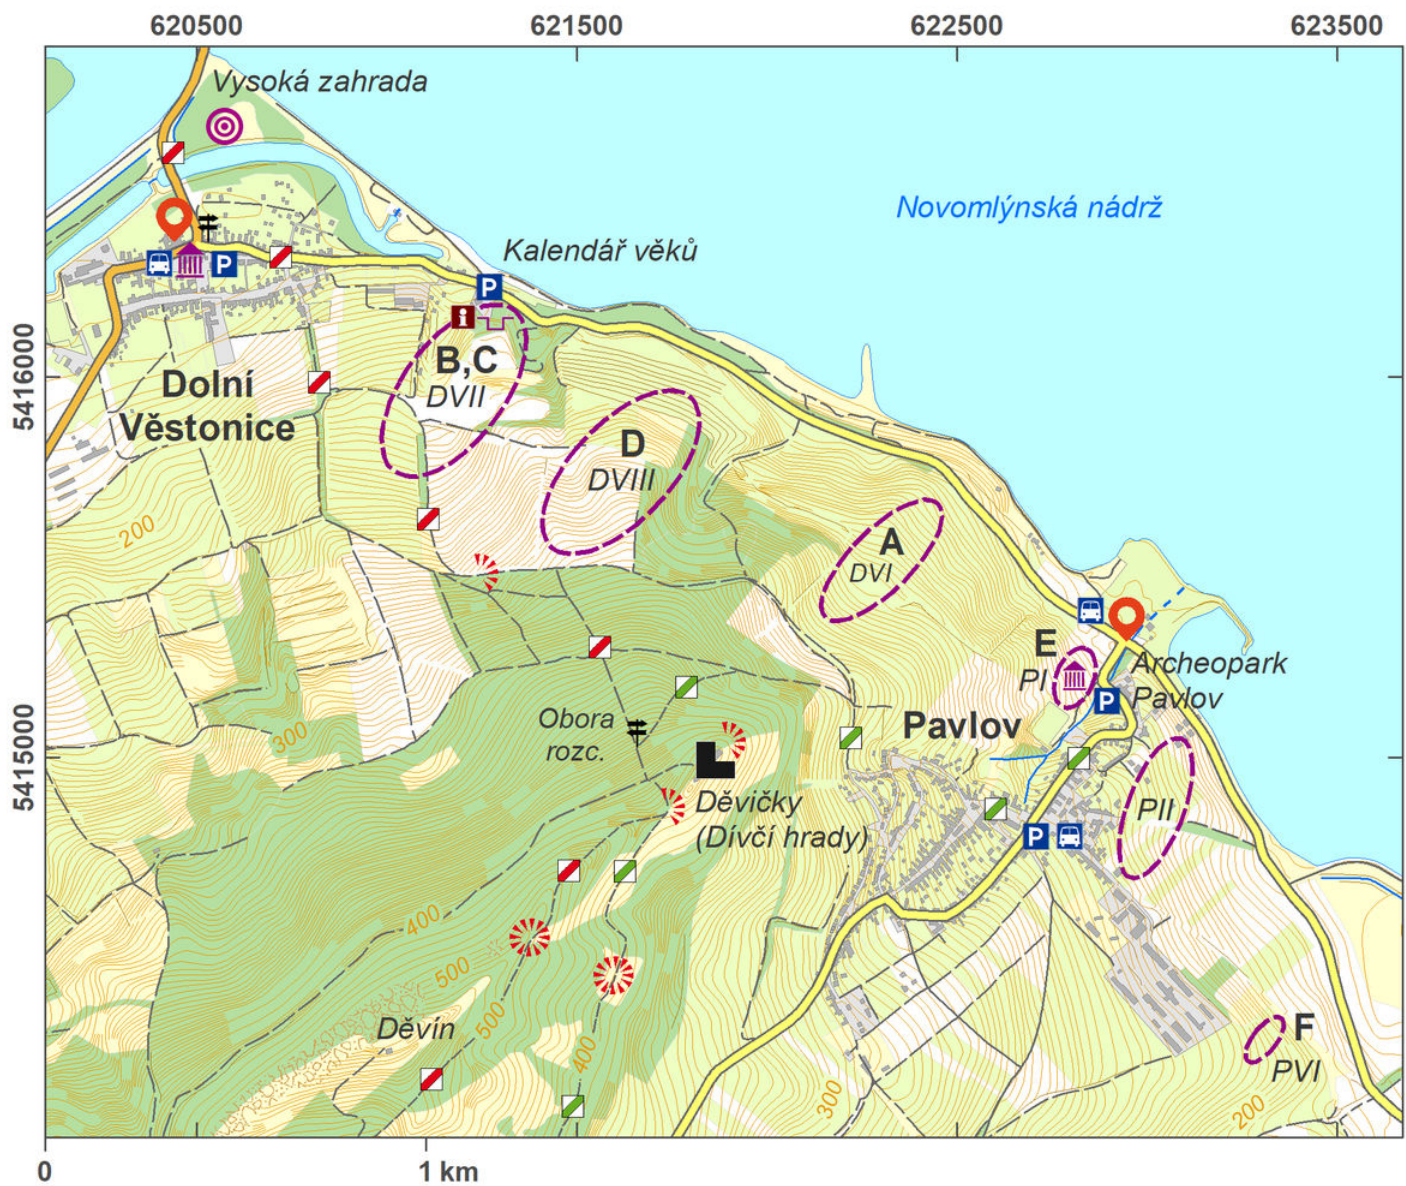 620500 621500 622500 623500
Vysoká zahrada
Novomlýnská nádrž
Kalendář věků
P
P
i
5416000
B,C
DVII
Dolní
Věstonice
D
DVIII
200
A
DVI
E
PI
Archeopark
Pavlov
P
300
Obora
rozc.
Pavlov
5415000
Děvičky
(Dívčí hrady)
PII
P
400
500
500
Děvín
400
F
PVI
300
200
0 1 km